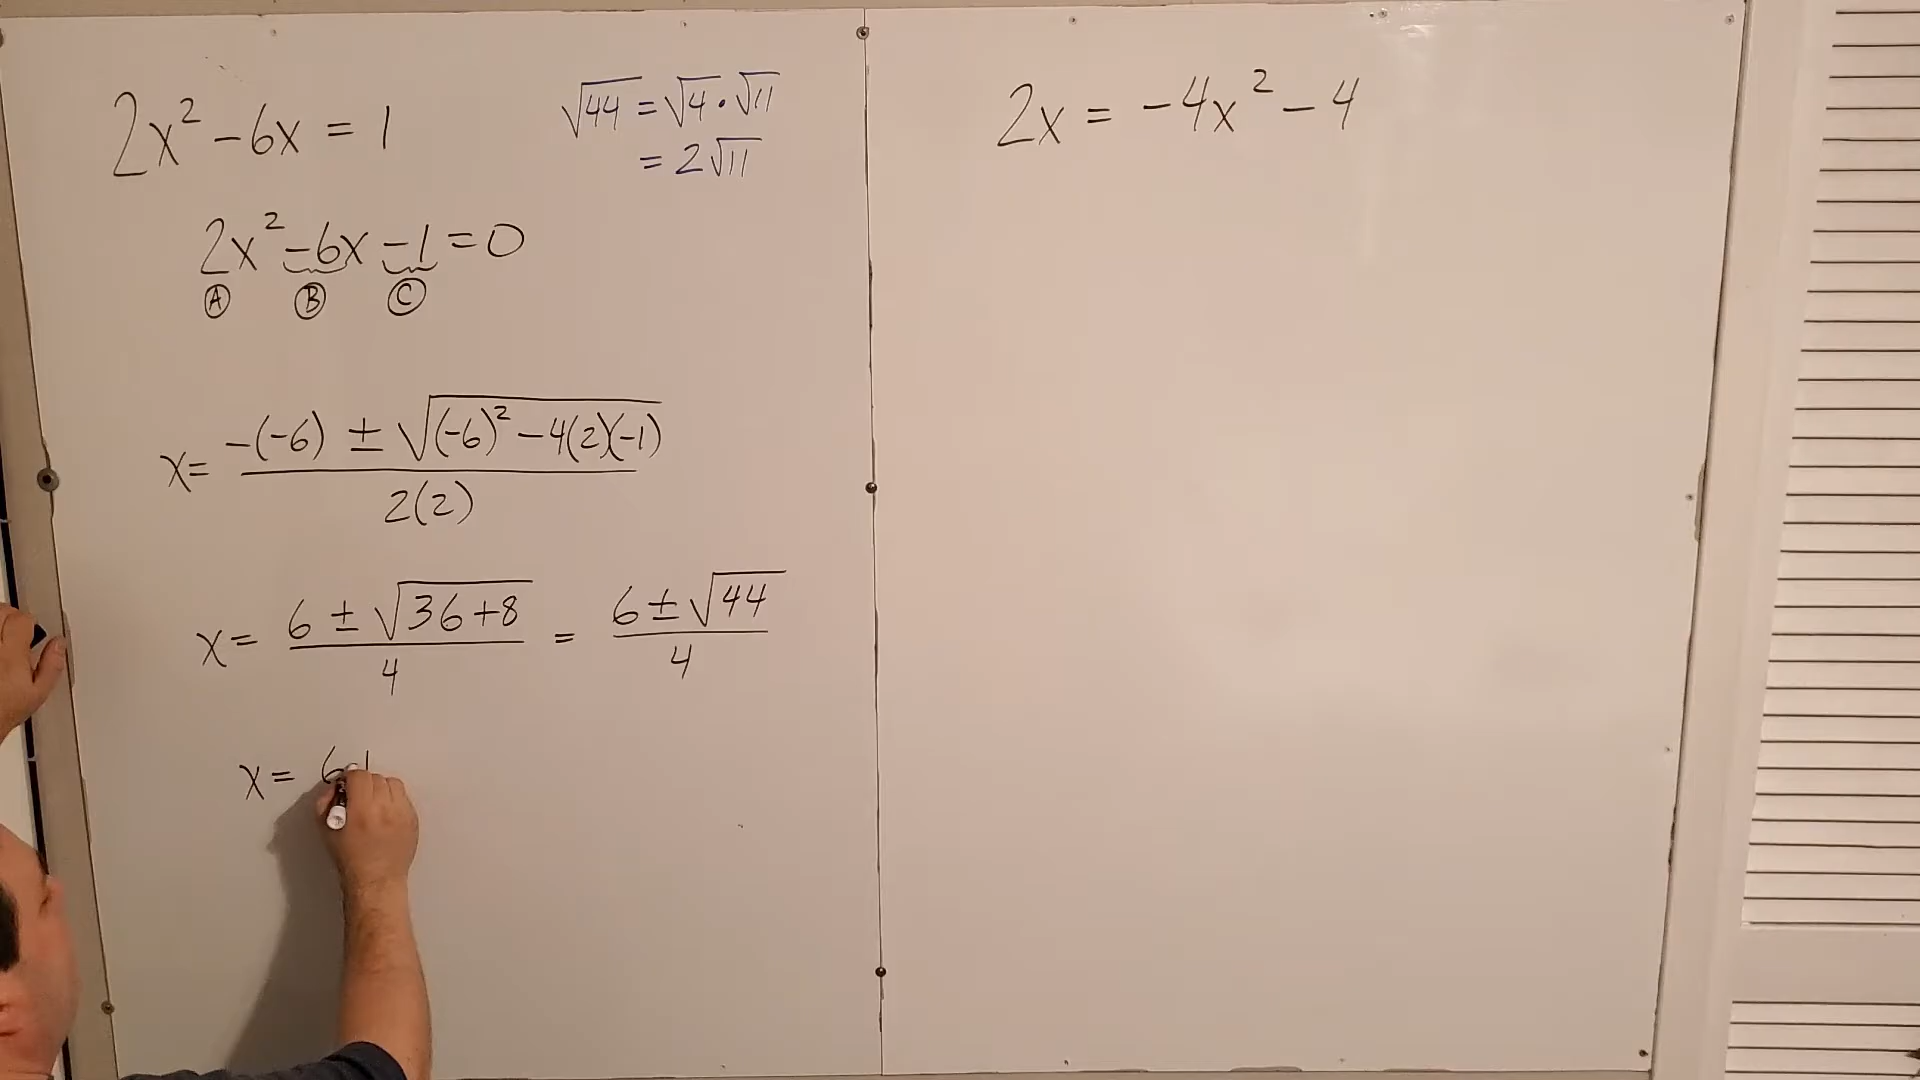 2x² - 6x = 1
√44 = √4 · √11
= 2√11
2x² - 6x - 1 = 0
A B C
x = -(-6) ± √(-6)² - 4(2)(-1)
2(2)
x = 6 ± √36 + 8 = 6 ± √44
4 4
x = 6
2x = -4x² - 4